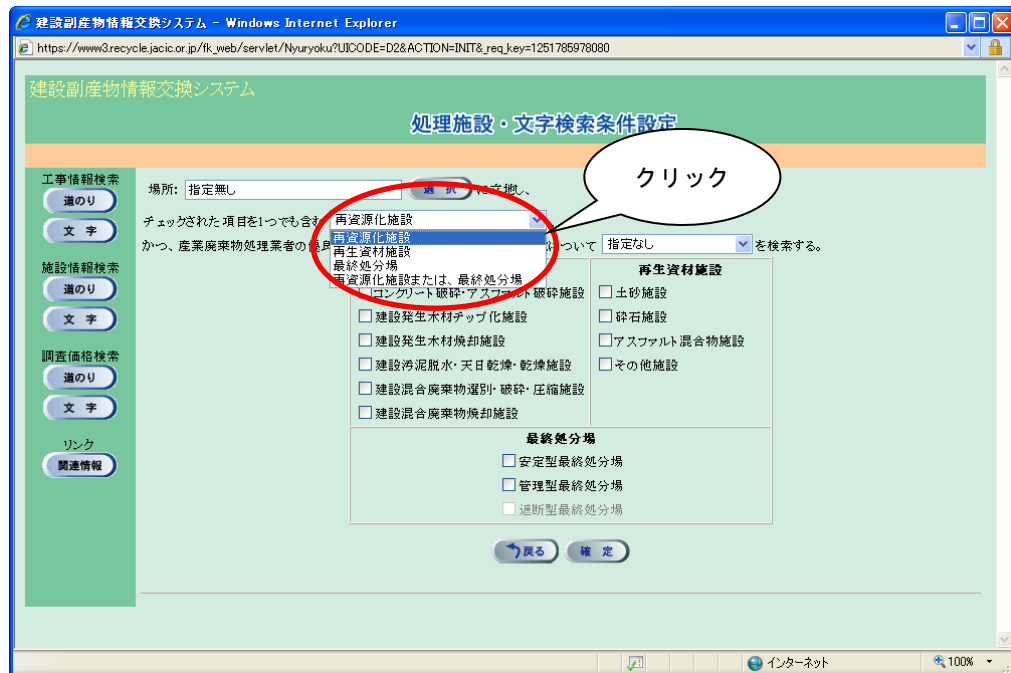 建設副産物情報交換システム - Windows Internet Explorer
https://www3.recycle.jacic.or.jp/fk_web/servlet/Nyuryoku?UICODE=D2&ACTION=INIT&_req_key=1251785978080
建設副産物情報交換システム
処理施設・文字検索条件設定
クリック
工事情報検索
道のり
文 字
施設情報検索
道のり
文 字
調査価格検索
道のり
文 字
リンク
関連情報
場所: 指定無し 選 択 に立地し、
チェックされた項目を1つでも含む 再資源化施設
再資源化施設
再生資材施設
最終処分場
再資源化施設または、最終処分場
かつ、産業廃棄物処理業者の優良 について 指定なし を検索する。
再生資材施設
コンクリート破砕・アスファルト破砕施設 土砂施設
建設発生木材チップ化施設 砕石施設
建設発生木材焼却施設 アスファルト混合物施設
建設汚泥脱水・天日乾燥・乾燥施設 その他施設
建設混合廃棄物選別・破砕・圧縮施設
建設混合廃棄物焼却施設
最終処分場
安定型最終処分場
管理型最終処分場
遮断型最終処分場
戻る 確 定
インターネット 100%